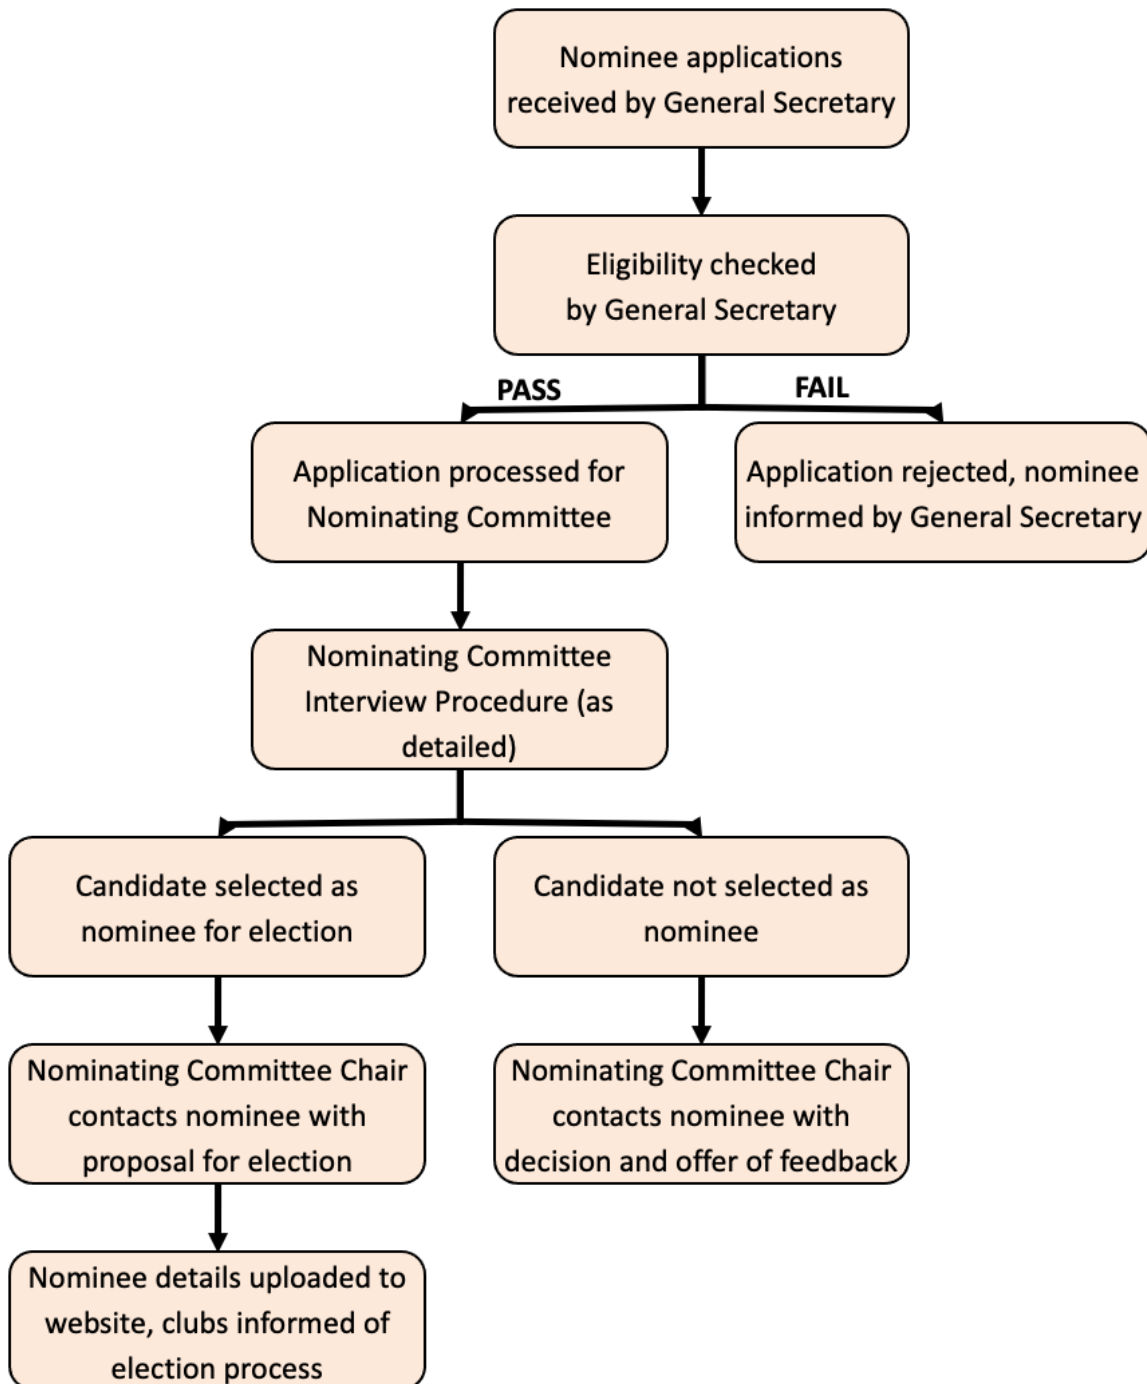 Nominee applications
received by General Secretary
Eligibility checked
by General Secretary
PASS
FAIL
Application processed for
Nominating Committee
Application rejected, nominee
informed by General Secretary
Nominating Committee
Interview Procedure (as
detailed)
Candidate selected as
nominee for election
Candidate not selected as
nominee
Nominating Committee Chair
contacts nominee with
proposal for election
Nominating Committee Chair
contacts nominee with
decision and offer of feedback
Nominee details uploaded to
website, clubs informed of
election process